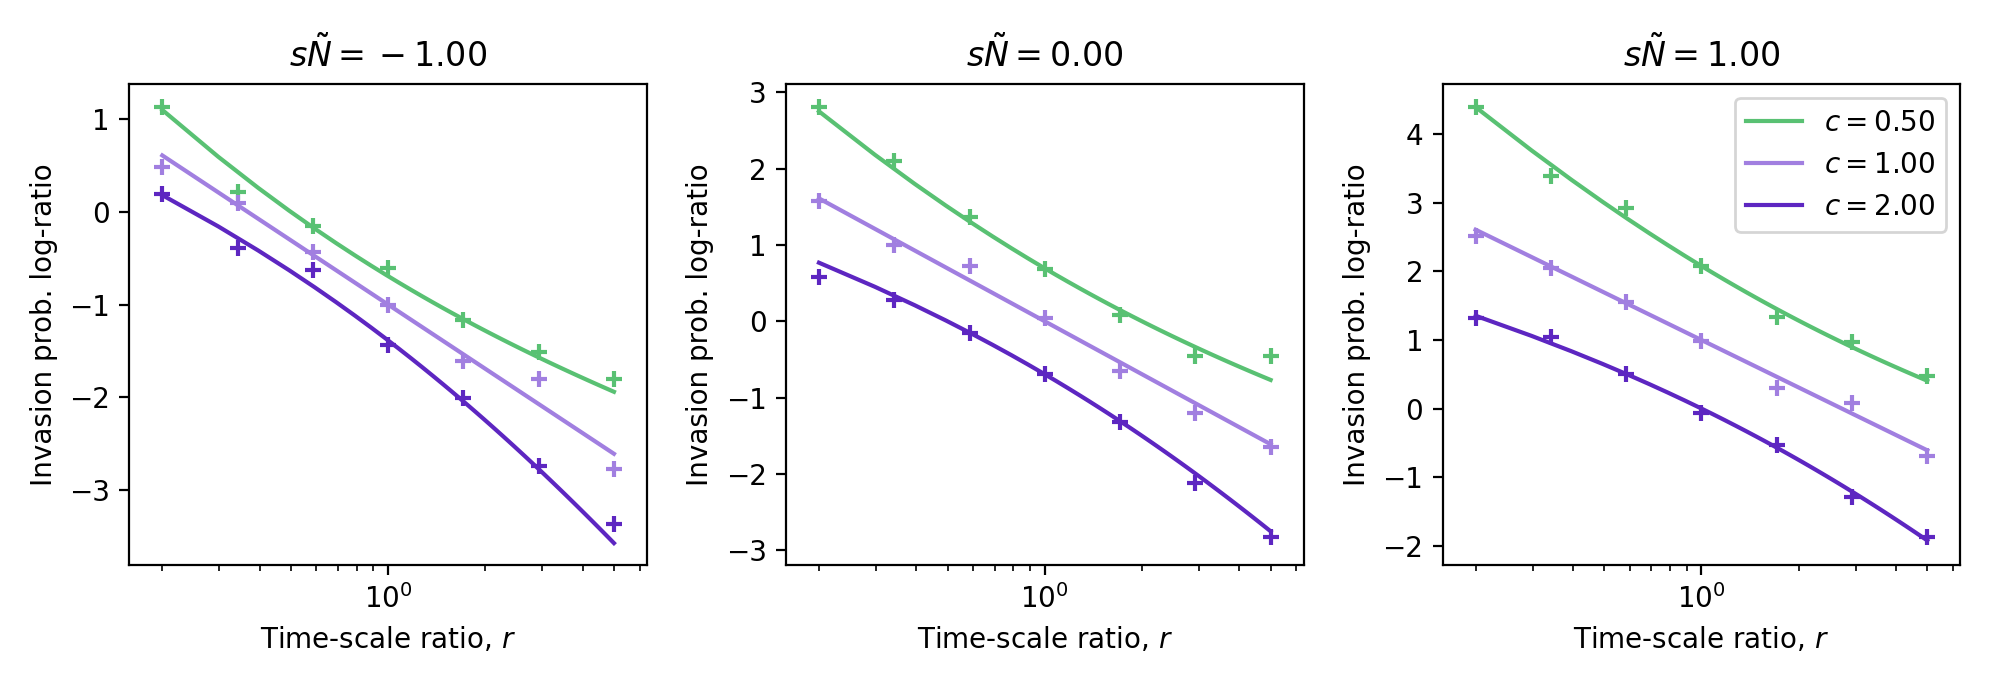 sÑ = − 1.00
Invasion prob. log-ratio
1
0
−1
−2
−3
10⁰
Time-scale ratio, r
sÑ = 0.00
Invasion prob. log-ratio
3
2
1
0
−1
−2
−3
10⁰
Time-scale ratio, r
sÑ = 1.00
Invasion prob. log-ratio
4
3
2
1
0
−1
−2
10⁰
Time-scale ratio, r
c = 0.50
c = 1.00
c = 2.00